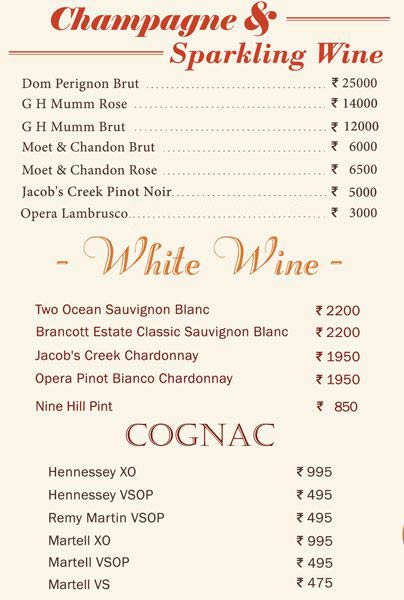 Champagne &
Sparkling Wine
Dom Perignon Brut ........................ ₹ 25000
G H Mumm Rose ........................ ₹ 14000
G H Mumm Brut ........................ ₹ 12000
Moet & Chandon Brut ........................ ₹ 6000
Moet & Chandon Rose ........................ ₹ 6500
Jacob's Creek Pinot Noir........................ ₹ 5000
Opera Lambrusco........................ ₹ 3000
- White Wine -
Two Ocean Sauvignon Blanc ₹ 2200
Brancott Estate Classic Sauvignon Blanc ₹ 2200
Jacob's Creek Chardonnay ₹ 1950
Opera Pinot Bianco Chardonnay ₹ 1950
Nine Hill Pint ₹ 850
COGNAC
Hennessey XO ₹ 995
Hennessey VSOP ₹ 495
Remy Martin VSOP ₹ 495
Martell XO ₹ 995
Martell VSOP ₹ 495
Martell VS ₹ 475